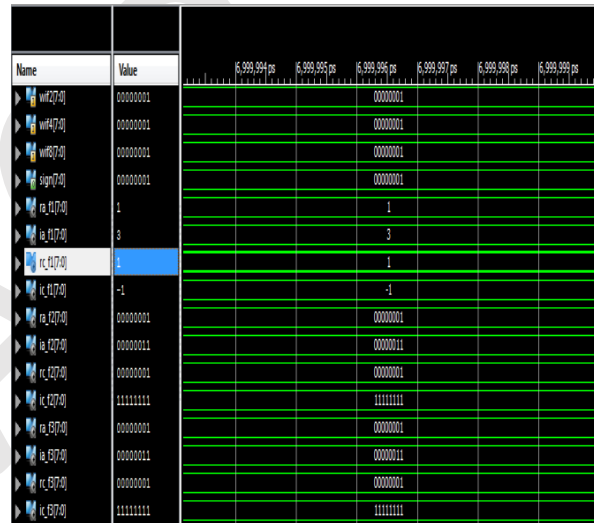 Name Value 6,999,994 ps 6,999,995 ps 6,999,996 ps 6,999,997 ps 6,999,998 ps 6,999,999 ps
wif2[7:0] 00000001 00000001
wif4[7:0] 00000001 00000001
wif8[7:0] 00000001 00000001
sign[7:0] 00000001 00000001
ra_f1[7:0] 1 1
ia_f1[7:0] 3 3
rc_f1[7:0] 1 1
ic_f1[7:0] -1 -1
ra_f2[7:0] 00000001 00000001
ia_f2[7:0] 00000011 00000011
rc_f2[7:0] 00000001 00000001
ic_f2[7:0] 11111111 11111111
ra_f3[7:0] 00000001 00000001
ia_f3[7:0] 00000011 00000011
rc_f3[7:0] 00000001 00000001
ic_f3[7:0] 11111111 11111111